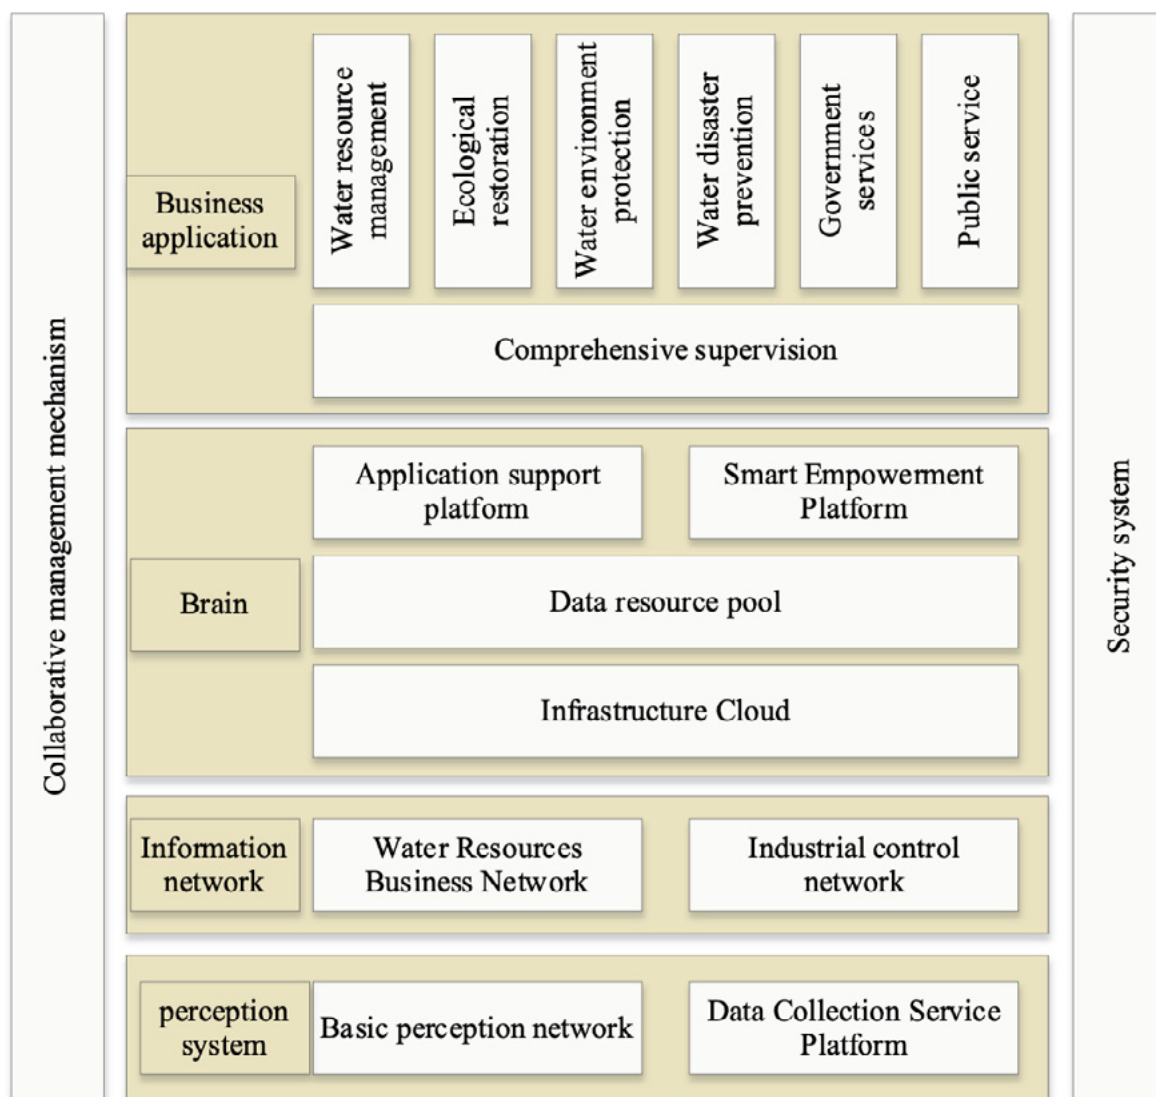 Collaborative management mechanism
Business
application
Water resource
management
Ecological
restoration
Water environment
protection
Water disaster
prevention
Government
services
Public service
Comprehensive supervision
Brain
Application support
platform
Smart Empowerment
Platform
Data resource pool
Infrastructure Cloud
Information
network
Water Resources
Business Network
Industrial control
network
perception
system
Basic perception network
Data Collection Service
Platform
Security system